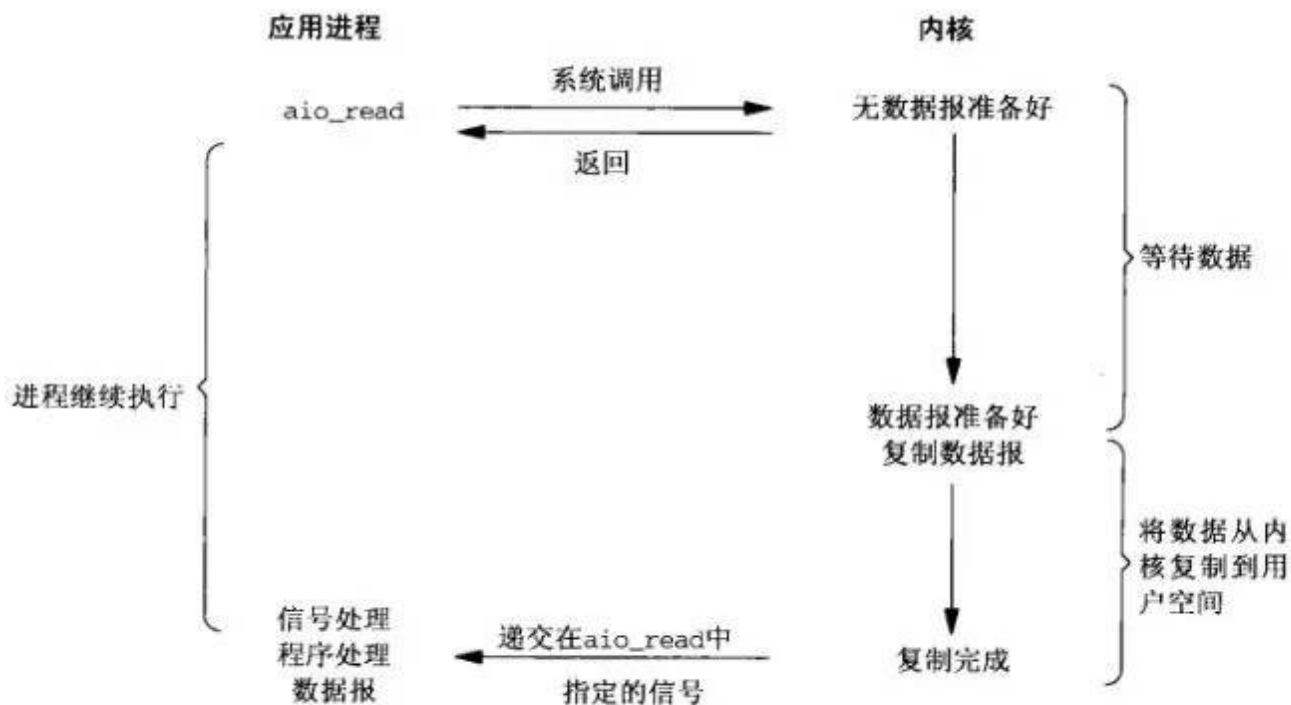 应用进程
内核
系统调用
aio_read
无数据报准备好
返回
等待数据
进程继续执行
数据报准备好
复制数据报
将数据从内
核复制到用
户空间
信号处理
程序处理
数据报
递交在aio_read中
指定的信号
复制完成